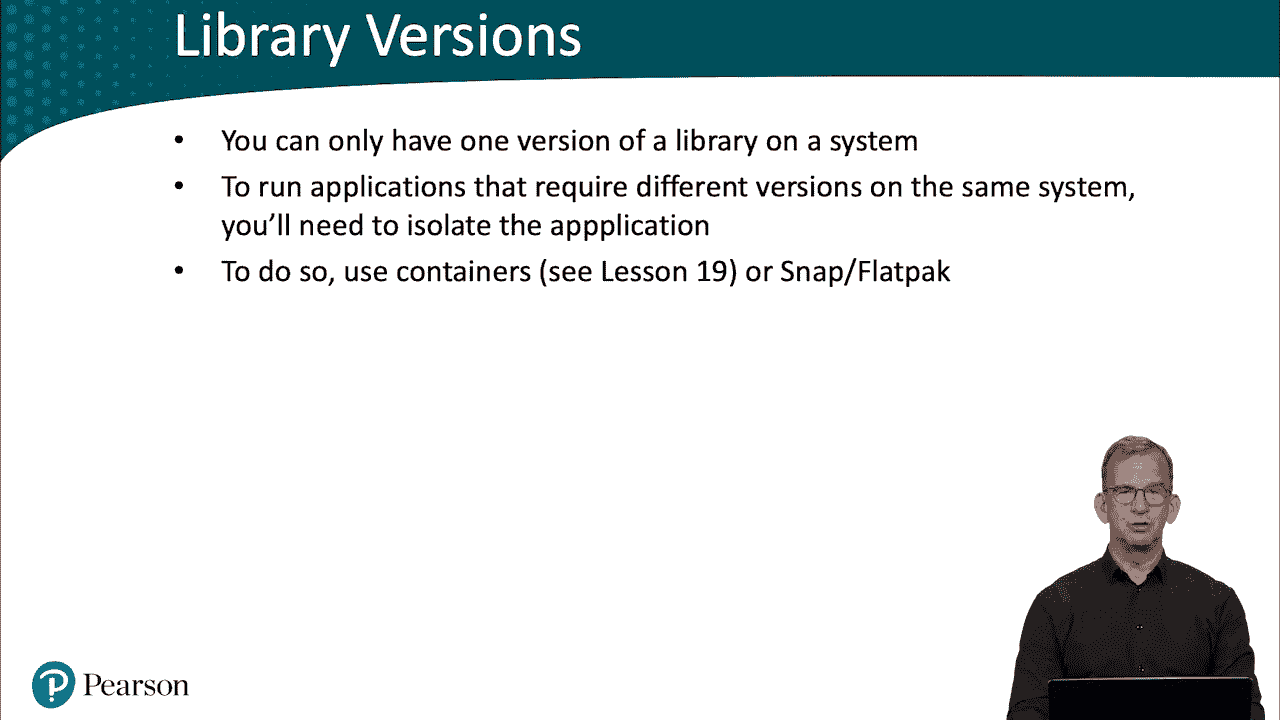 Library Versions
• You can only have one version of a library on a system
• To run applications that require different versions on the same system,
you’ll need to isolate the appplication
• To do so, use containers (see Lesson 19) or Snap/Flatpak
Pearson